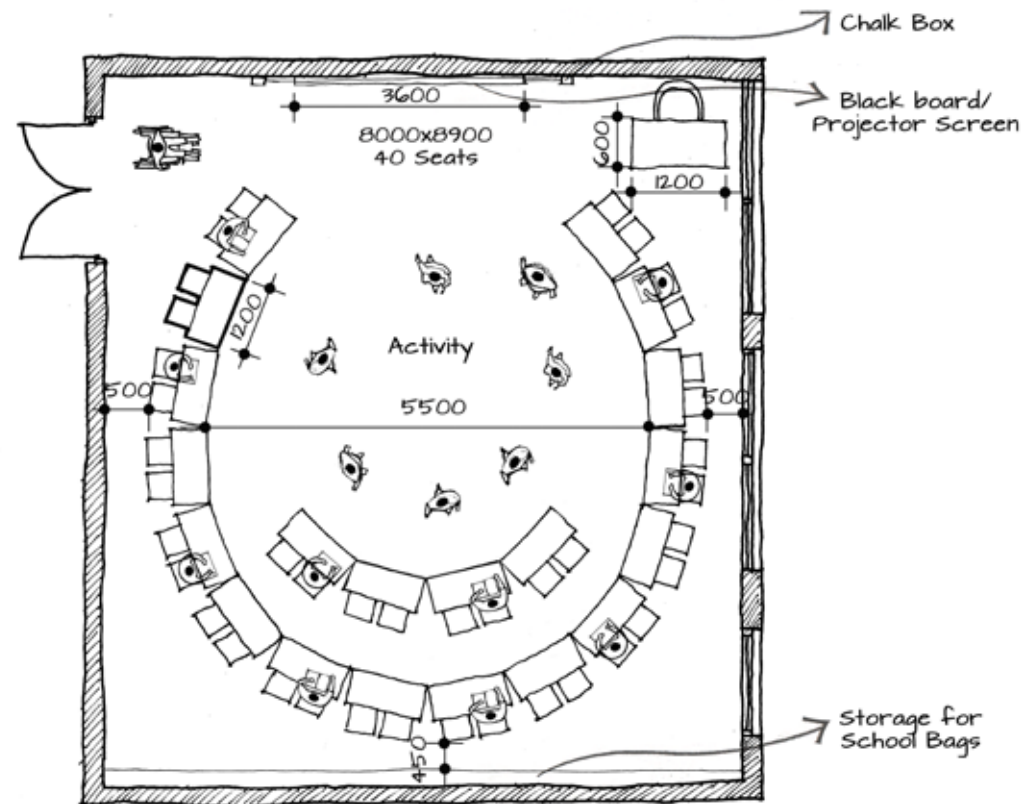 Chalk Box
Black board/
Projector Screen
3600
8000x8900
40 Seats
600
1200
1200
Activity
500
500
5500
450
Storage for
School Bags